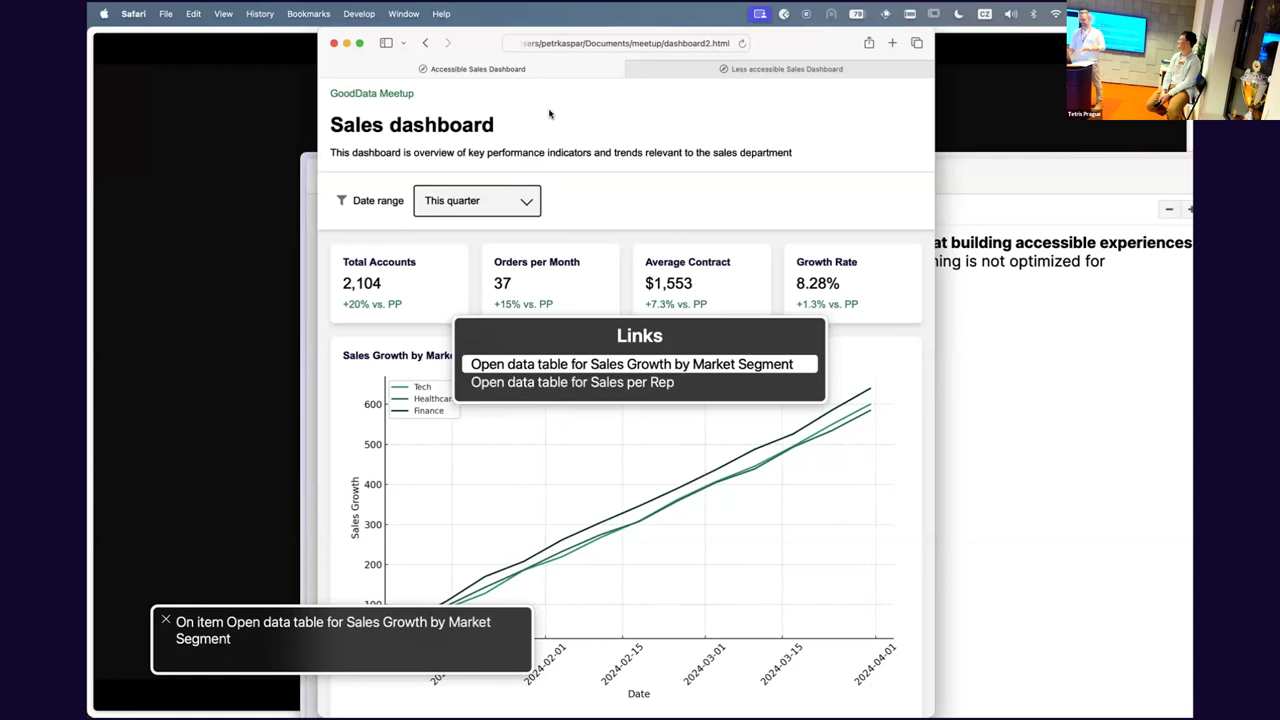 Safari File Edit View History Bookmarks Develop Window Help
79
CZ
sers/petrkaspar/Documents/meetup/dashboard2.html
Accessible Sales Dashboard
Less accessible Sales Dashboard
Tetris Prague
GoodData Meetup
Sales dashboard
This dashboard is overview of key performance indicators and trends relevant to the sales department
Date range
This quarter
at building accessible experiences
ning is not optimized for
Total Accounts
2,104
+20% vs. PP
Orders per Month
37
+15% vs. PP
Average Contract
$1,553
+7.3% vs. PP
Growth Rate
8.28%
+1.3% vs. PP
Links
Open data table for Sales Growth by Market Segment
Open data table for Sales per Rep
Sales Growth by Marke
Tech
Healthcar
Finance
600
500
400
300
200
100
Sales Growth
On item Open data table for Sales Growth by Market
Segment
20
2024-02-01
2024-02-15
2024-03-01
2024-03-15
2024-04-01
Date